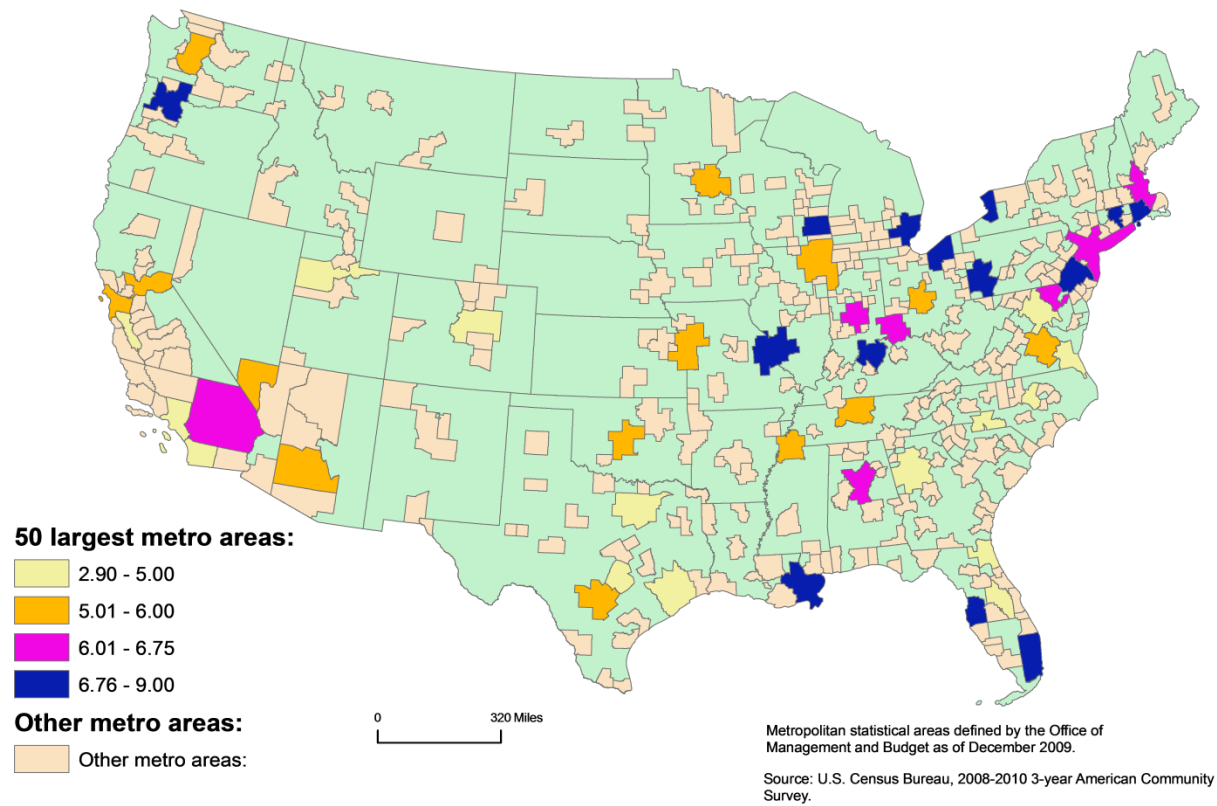 50 largest metro areas:
2.90 - 5.00
5.01 - 6.00
6.01 - 6.75
6.76 - 9.00
Other metro areas:
Other metro areas:
0 320 Miles
Metropolitan statistical areas defined by the Office of
Management and Budget as of December 2009.
Source: U.S. Census Bureau, 2008-2010 3-year American Community
Survey.